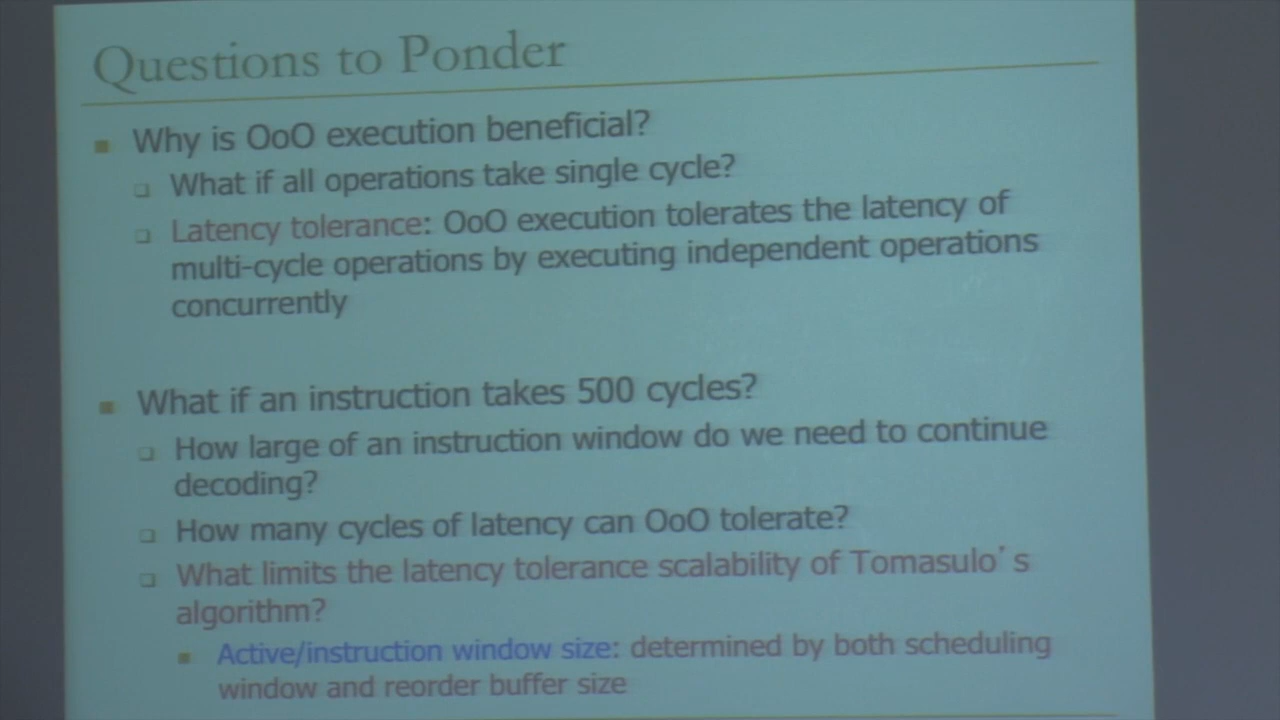 Questions to Ponder
Why is OoO execution beneficial?
What if all operations take single cycle?
Latency tolerance: OoO execution tolerates the latency of
multi-cycle operations by executing independent operations
concurrently
What if an instruction takes 500 cycles?
How large of an instruction window do we need to continue
decoding?
How many cycles of latency can OoO tolerate?
What limits the latency tolerance scalability of Tomasulo's
algorithm?
Active/instruction window size: determined by both scheduling
window and reorder buffer size